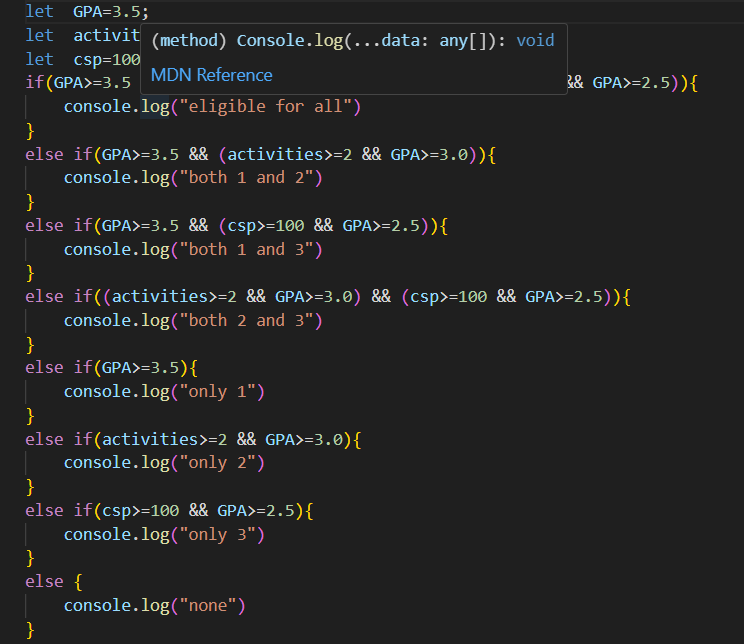 let  GPA=3.5;
let  activit
(method) Console.log(...data: any[]): void
let  csp=100
MDN Reference
if(GPA>=3.5 && GPA>=2.5)){
    console.log("eligible for all")
}
else if(GPA>=3.5 && (activities>=2 && GPA>=3.0)){
    console.log("both 1 and 2")
}
else if(GPA>=3.5 && (csp>=100 && GPA>=2.5)){
    console.log("both 1 and 3")
}
else if((activities>=2 && GPA>=3.0) && (csp>=100 && GPA>=2.5)){
    console.log("both 2 and 3")
}
else if(GPA>=3.5){
    console.log("only 1")
}
else if(activities>=2 && GPA>=3.0){
    console.log("only 2")
}
else if(csp>=100 && GPA>=2.5){
    console.log("only 3")
}
else {
    console.log("none")
}